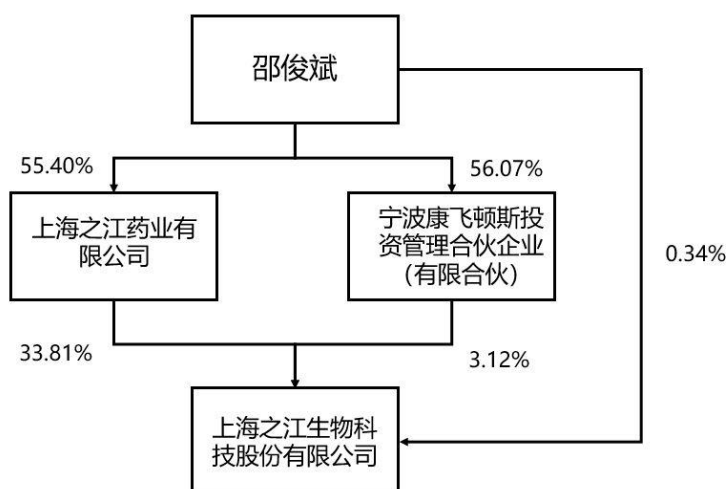 邵俊斌
55.40%
56.07%
上海之江药业有
限公司
宁波康飞顿斯投
资管理合伙企业
（有限合伙）
0.34%
33.81%
3.12%
上海之江生物科
技股份有限公司